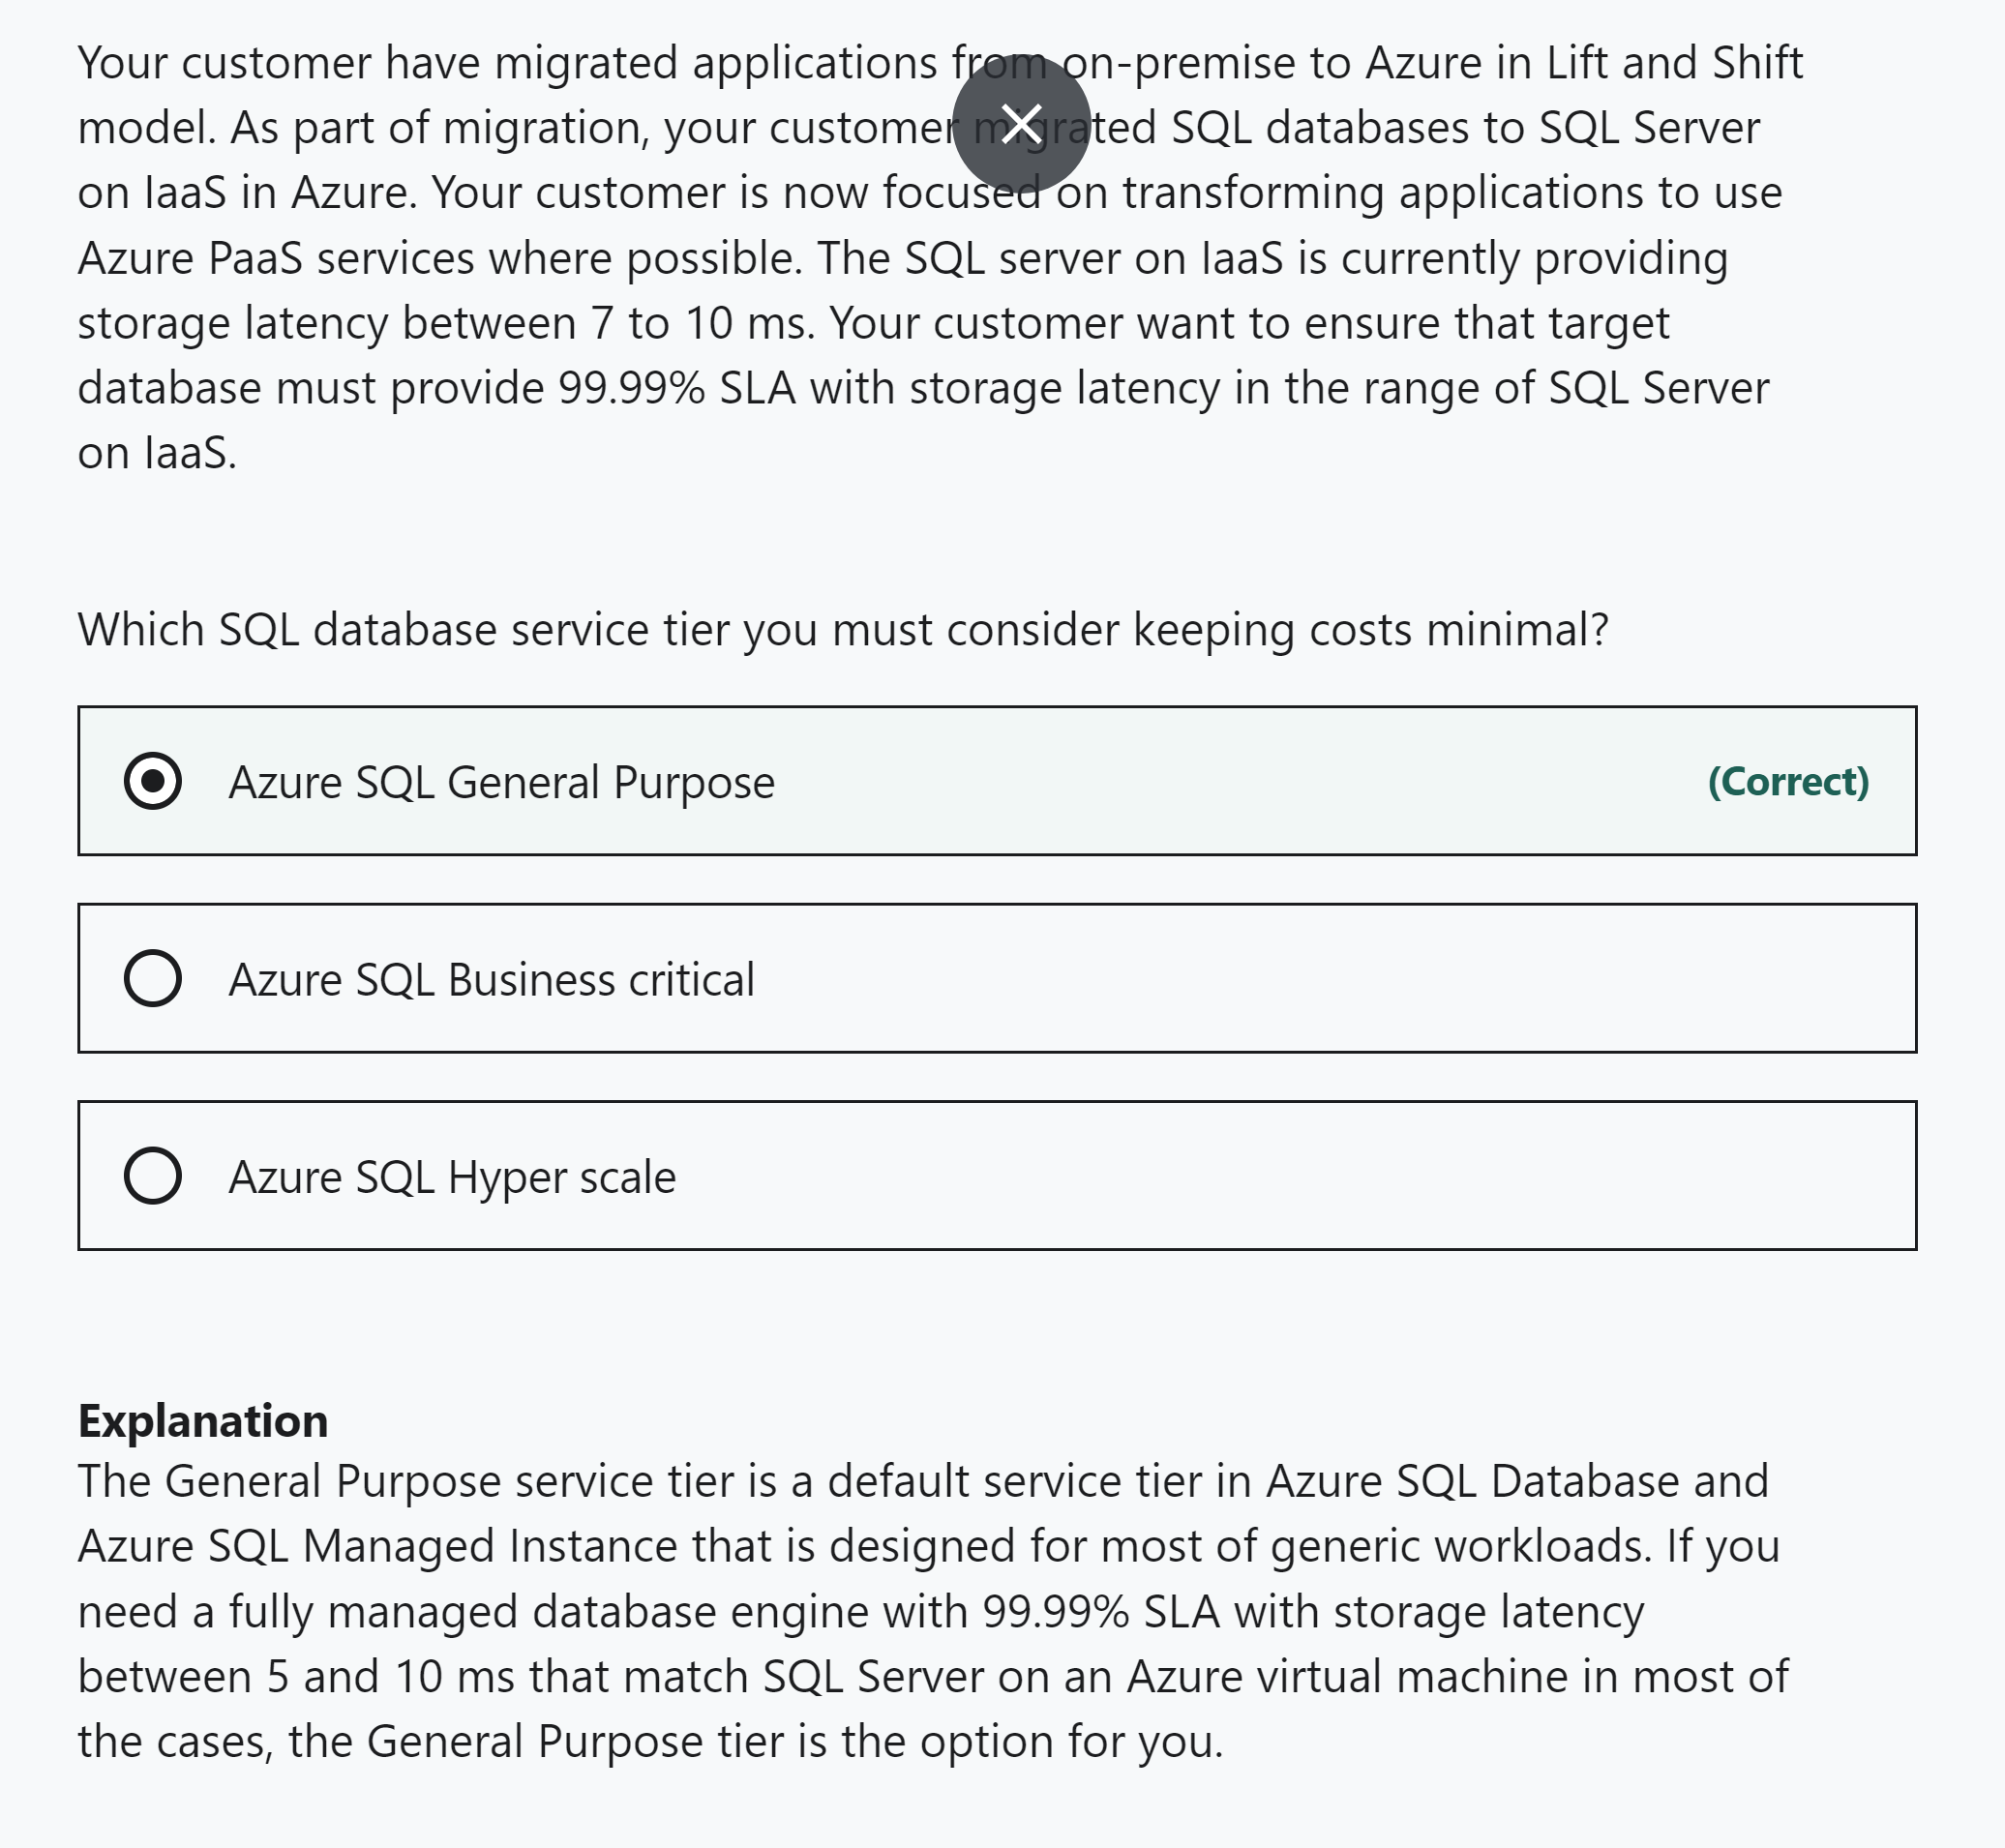 Your customer have migrated applications from on-premise to Azure in Lift and Shift
model. As part of migration, your customer migrated SQL databases to SQL Server
on IaaS in Azure. Your customer is now focused on transforming applications to use
Azure PaaS services where possible. The SQL server on IaaS is currently providing
storage latency between 7 to 10 ms. Your customer want to ensure that target
database must provide 99.99% SLA with storage latency in the range of SQL Server
on IaaS.
Which SQL database service tier you must consider keeping costs minimal?
Azure SQL General Purpose (Correct)
Azure SQL Business critical
Azure SQL Hyper scale
Explanation
The General Purpose service tier is a default service tier in Azure SQL Database and
Azure SQL Managed Instance that is designed for most of generic workloads. If you
need a fully managed database engine with 99.99% SLA with storage latency
between 5 and 10 ms that match SQL Server on an Azure virtual machine in most of
the cases, the General Purpose tier is the option for you.